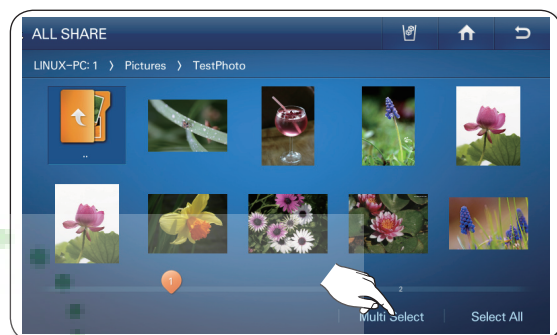 ALL SHARE
LINUX-PC: 1 > Pictures > TestPhoto
..
1
2
Multi Select
Select All